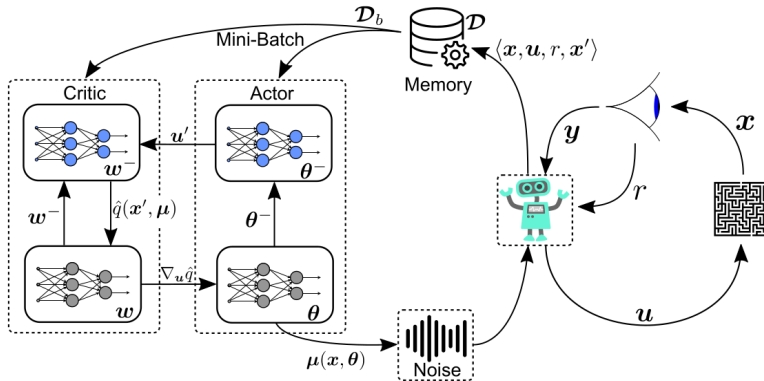 𝓓_b
𝓓
Mini-Batch
⟨x, u, r, x′⟩
Memory
Critic
Actor
x
y
u′
w⁻
θ⁻
r
w⁻
q̂(x′, μ)
θ⁻
∇_u q̂
w
θ
u
μ(x, θ)
Noise